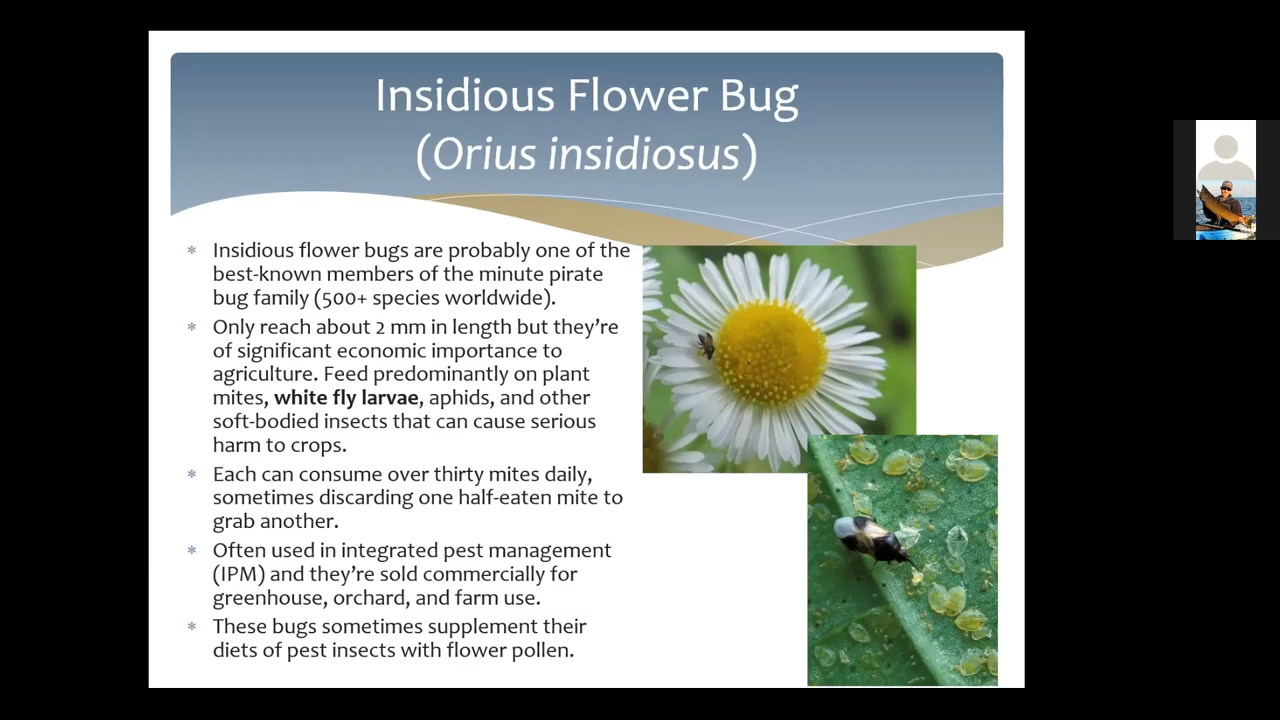 Insidious Flower Bug
(Orius insidiosus)
* Insidious flower bugs are probably one of the
best-known members of the minute pirate
bug family (500+ species worldwide).
* Only reach about 2 mm in length but they're
of significant economic importance to
agriculture. Feed predominantly on plant
mites, white fly larvae, aphids, and other
soft-bodied insects that can cause serious
harm to crops.
* Each can consume over thirty mites daily,
sometimes discarding one half-eaten mite to
grab another.
* Often used in integrated pest management
(IPM) and they're sold commercially for
greenhouse, orchard, and farm use.
* These bugs sometimes supplement their
diets of pest insects with flower pollen.